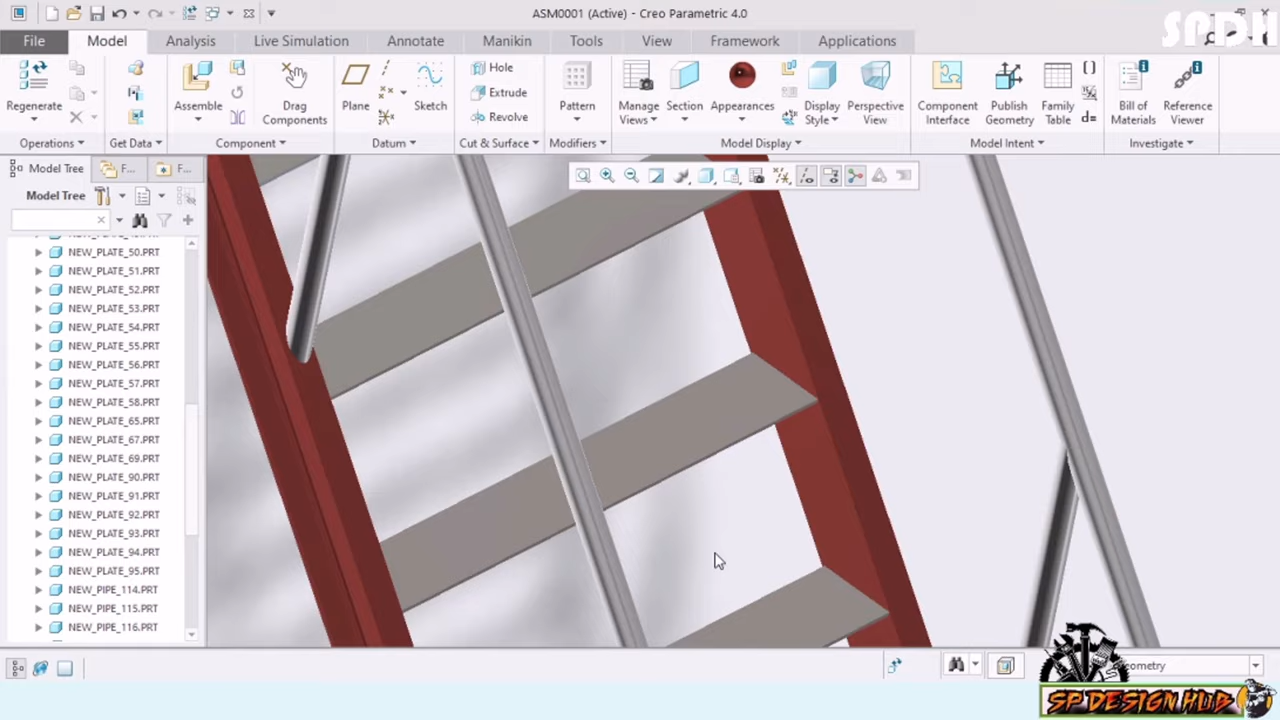 ASM0001 (Active) - Creo Parametric 4.0
SPDH
File Model Analysis Live Simulation Annotate Manikin Tools View Framework Applications
Regenerate
Assemble
Drag Components
Plane
Sketch
Hole
Extrude
Revolve
Pattern
Manage Views
Section
Appearances
Display Style
Perspective View
Component Interface
Publish Geometry
Family Table
d=
Bill of Materials
Reference Viewer
Operations Get Data Component Datum Cut & Surface Modifiers Model Display Model Intent Investigate
Model Tree F... F...
Model Tree
NEW_PLATE_50.PRT
NEW_PLATE_51.PRT
NEW_PLATE_52.PRT
NEW_PLATE_53.PRT
NEW_PLATE_54.PRT
NEW_PLATE_55.PRT
NEW_PLATE_56.PRT
NEW_PLATE_57.PRT
NEW_PLATE_58.PRT
NEW_PLATE_65.PRT
NEW_PLATE_67.PRT
NEW_PLATE_69.PRT
NEW_PLATE_90.PRT
NEW_PLATE_91.PRT
NEW_PLATE_92.PRT
NEW_PLATE_93.PRT
NEW_PLATE_94.PRT
NEW_PLATE_95.PRT
NEW_PIPE_114.PRT
NEW_PIPE_115.PRT
NEW_PIPE_116.PRT
SP DESIGN HUB